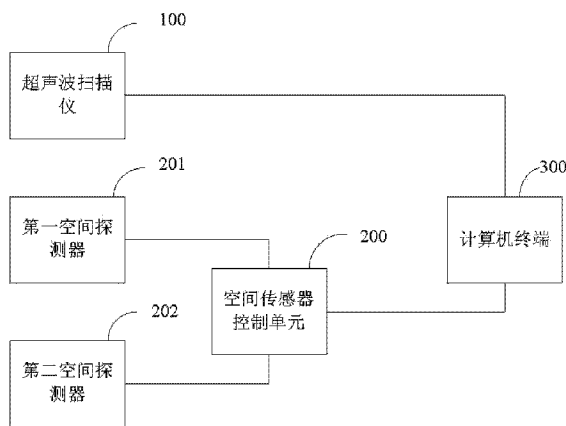 100
超声波扫描
仪
201
300
第一空间探
测器
计算机终端
200
空间传感器
控制单元
202
第二空间探
测器